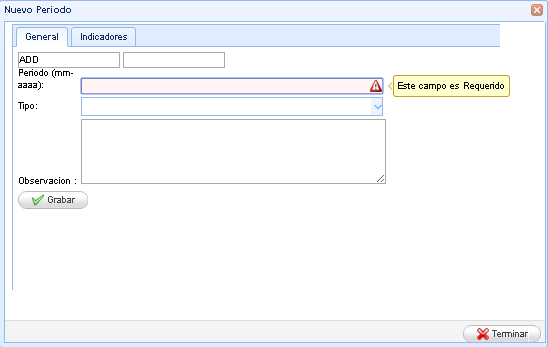 Nuevo Periodo
General Indicadores
ADD
Periodo (mm-
aaaa):
Este campo es Requerido
Tipo:
Observacion :
Grabar
Terminar